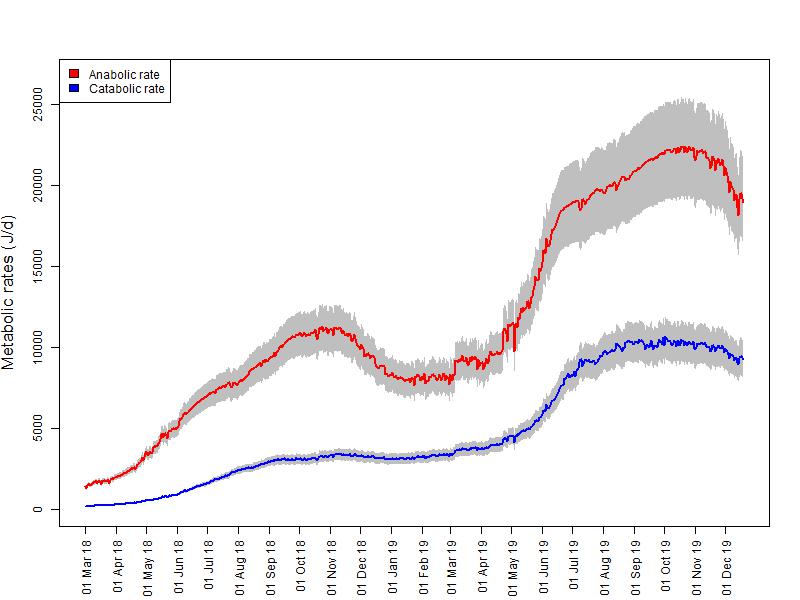 Anabolic rate
Catabolic rate
Metabolic rates (J/d)
25000
20000
15000
10000
5000
0
01 Mar 18
01 Apr 18
01 May 18
01 Jun 18
01 Jul 18
01 Aug 18
01 Sep 18
01 Oct 18
01 Nov 18
01 Dec 18
01 Jan 19
01 Feb 19
01 Mar 19
01 Apr 19
01 May 19
01 Jun 19
01 Jul 19
01 Aug 19
01 Sep 19
01 Oct 19
01 Nov 19
01 Dec 19